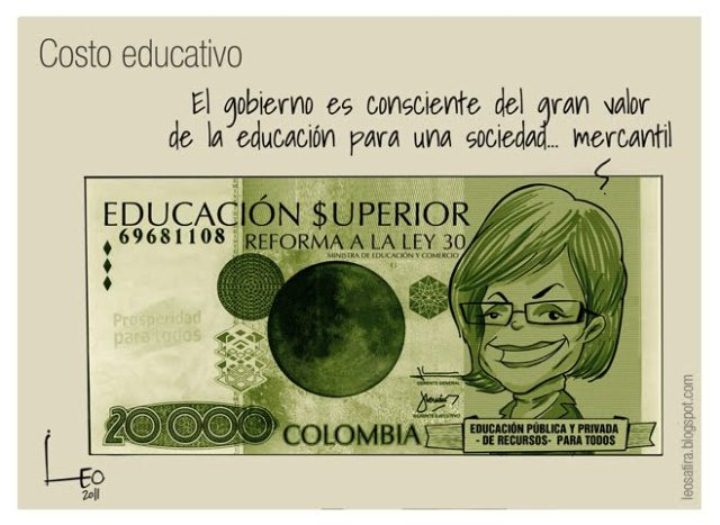 Costo educativo
El gobierno es consciente del gran valor
de la educación para una sociedad... mercantil
EDUCACIÓN $UPERIOR
69681108 REFORMA A LA LEY 30
MINISTRA DE EDUCACIÓN Y COMERCIO
Prosperidad
para todos
GERENTE GENERAL
GERENTE EJECUTIVO
20 000 COLOMBIA
EDUCACIÓN PÚBLICA Y PRIVADA
- DE RECURSOS- PARA TODOS
LEO
2011
leosatira.blogspot.com